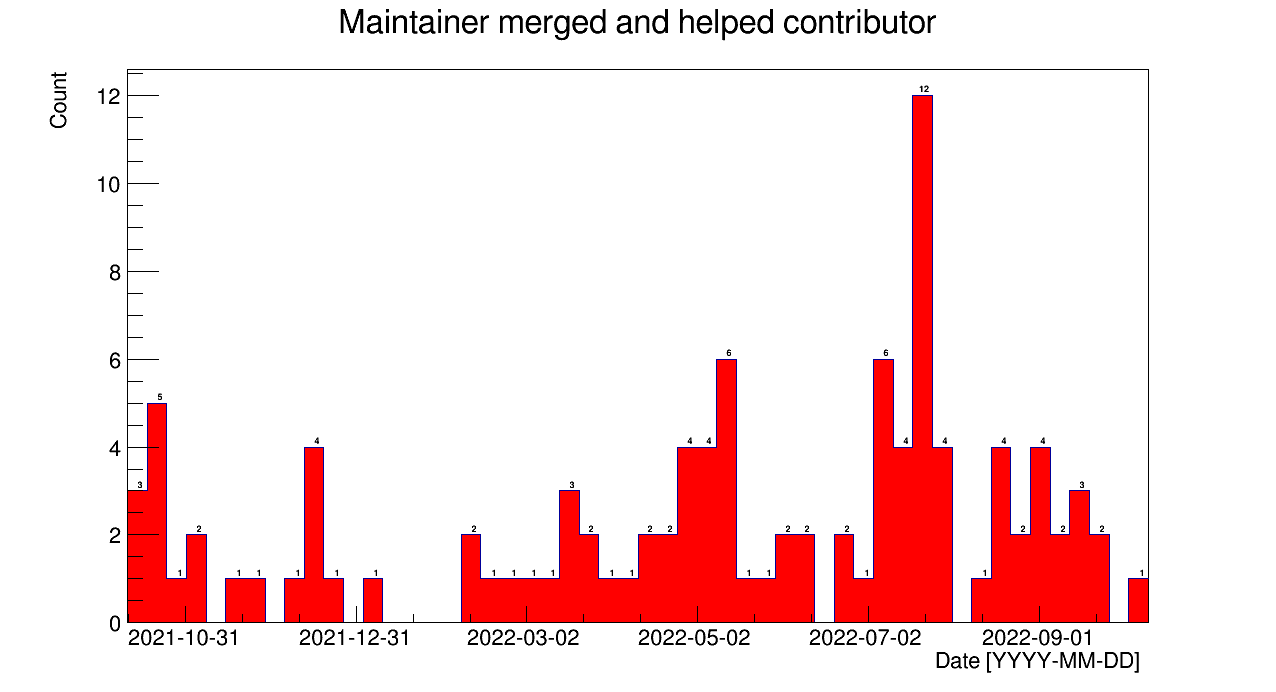 Maintainer merged and helped contributor
Count
12
10
8
6
4
2
0
3 5 1 2 1 1 1 4 1 1 2 1 1 1 1 3 2 1 1 2 2 4 4 6 1 1 2 2 2 1 6 4 12 4 1 4 2 4 2 3 2 1
2021-10-31 2021-12-31 2022-03-02 2022-05-02 2022-07-02 2022-09-01
Date [YYYY-MM-DD]